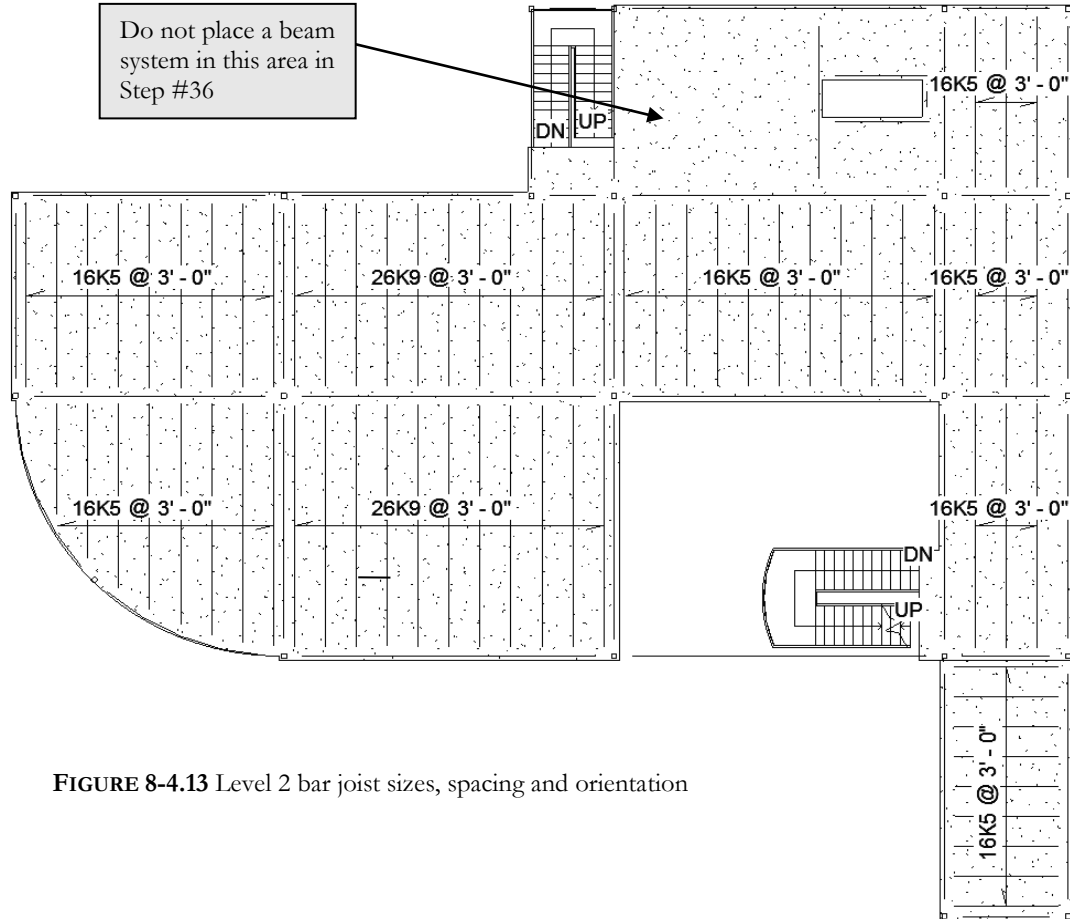 Do not place a beam
system in this area in
Step #36
16K5 @ 3' - 0"
DN
UP
16K5 @ 3' - 0"
26K9 @ 3' - 0"
16K5 @ 3' - 0"
16K5 @ 3' - 0"
16K5 @ 3' - 0"
26K9 @ 3' - 0"
16K5 @ 3' - 0"
DN
UP
16K5 @ 3' - 0"
FIGURE 8-4.13 Level 2 bar joist sizes, spacing and orientation